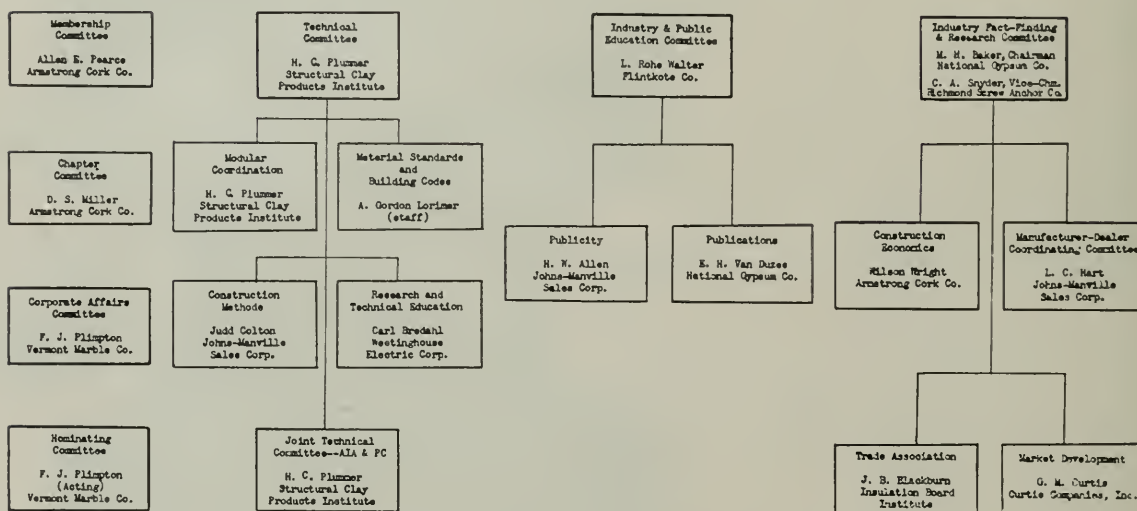 Membership
Committee
Allen E. Pearce
Armstrong Cork Co.
Technical
Committee
H. C. Plummer
Structural Clay
Products Institute
Industry & Public
Education Committee
L. Rohe Walter
Flintkote Co.
Industry Fact-Finding
& Research Committee
M. M. Baker, Chairman
National Gypsum Co.
C. A. Snyder, Vice-Chm.
Richmond Screw Anchor Co.
Chapter
Committee
D. S. Miller
Armstrong Cork Co.
Modular
Coordination
H. C. Plummer
Structural Clay
Products Institute
Material Standards
and
Building Codes
A. Gordon Lorimer
(staff)
Publicity
H. W. Allen
Johns-Manville
Sales Corp.
Publications
E. H. Van Duzee
National Gypsum Co.
Construction
Economics
Wilson Wright
Armstrong Cork Co.
Manufacturer-Dealer
Coordinating Committee
L. C. Hart
Johns-Manville
Sales Corp.
Corporate Affairs
Committee
F. J. Plimpton
Vermont Marble Co.
Construction
Methods
Judd Colton
Johns-Manville
Sales Corp.
Research and
Technical Education
Carl Bredahl
Westinghouse
Electric Corp.
Nominating
Committee
F. J. Plimpton
(Acting)
Vermont Marble Co.
Joint Technical
Committee--AIA & PC
H. C. Plummer
Structural Clay
Products Institute
Trade Association
J. B. Blackburn
Insulation Board
Institute
Market Development
G. M. Curtis
Curtis Companies, Inc.